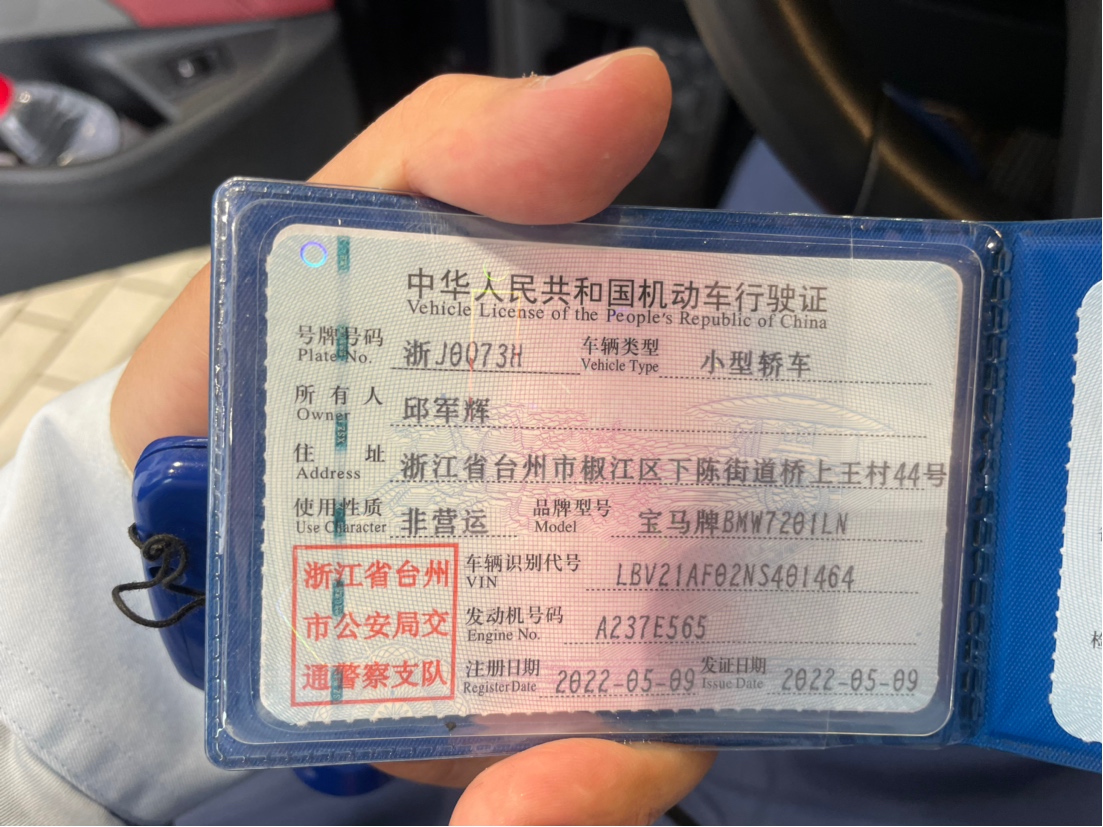 中华人民共和国机动车行驶证
Vehicle License of the People's Republic of China
号牌号码 浙J0Q73H 车辆类型 小型轿车
Plate No. Vehicle Type
所有人 邱军辉
Owner
住址 浙江省台州市椒江区下陈街道桥上王村44号
Address
使用性质 非营运 品牌型号 宝马牌BMW7201LN
Use Character Model
浙江省台州
市公安局交
通警察支队
车辆识别代号 LBV21AF02NS401464
VIN
发动机号码 A237E565
Engine No.
注册日期 2022-05-09 发证日期 2022-05-09
Register Date Issue Date